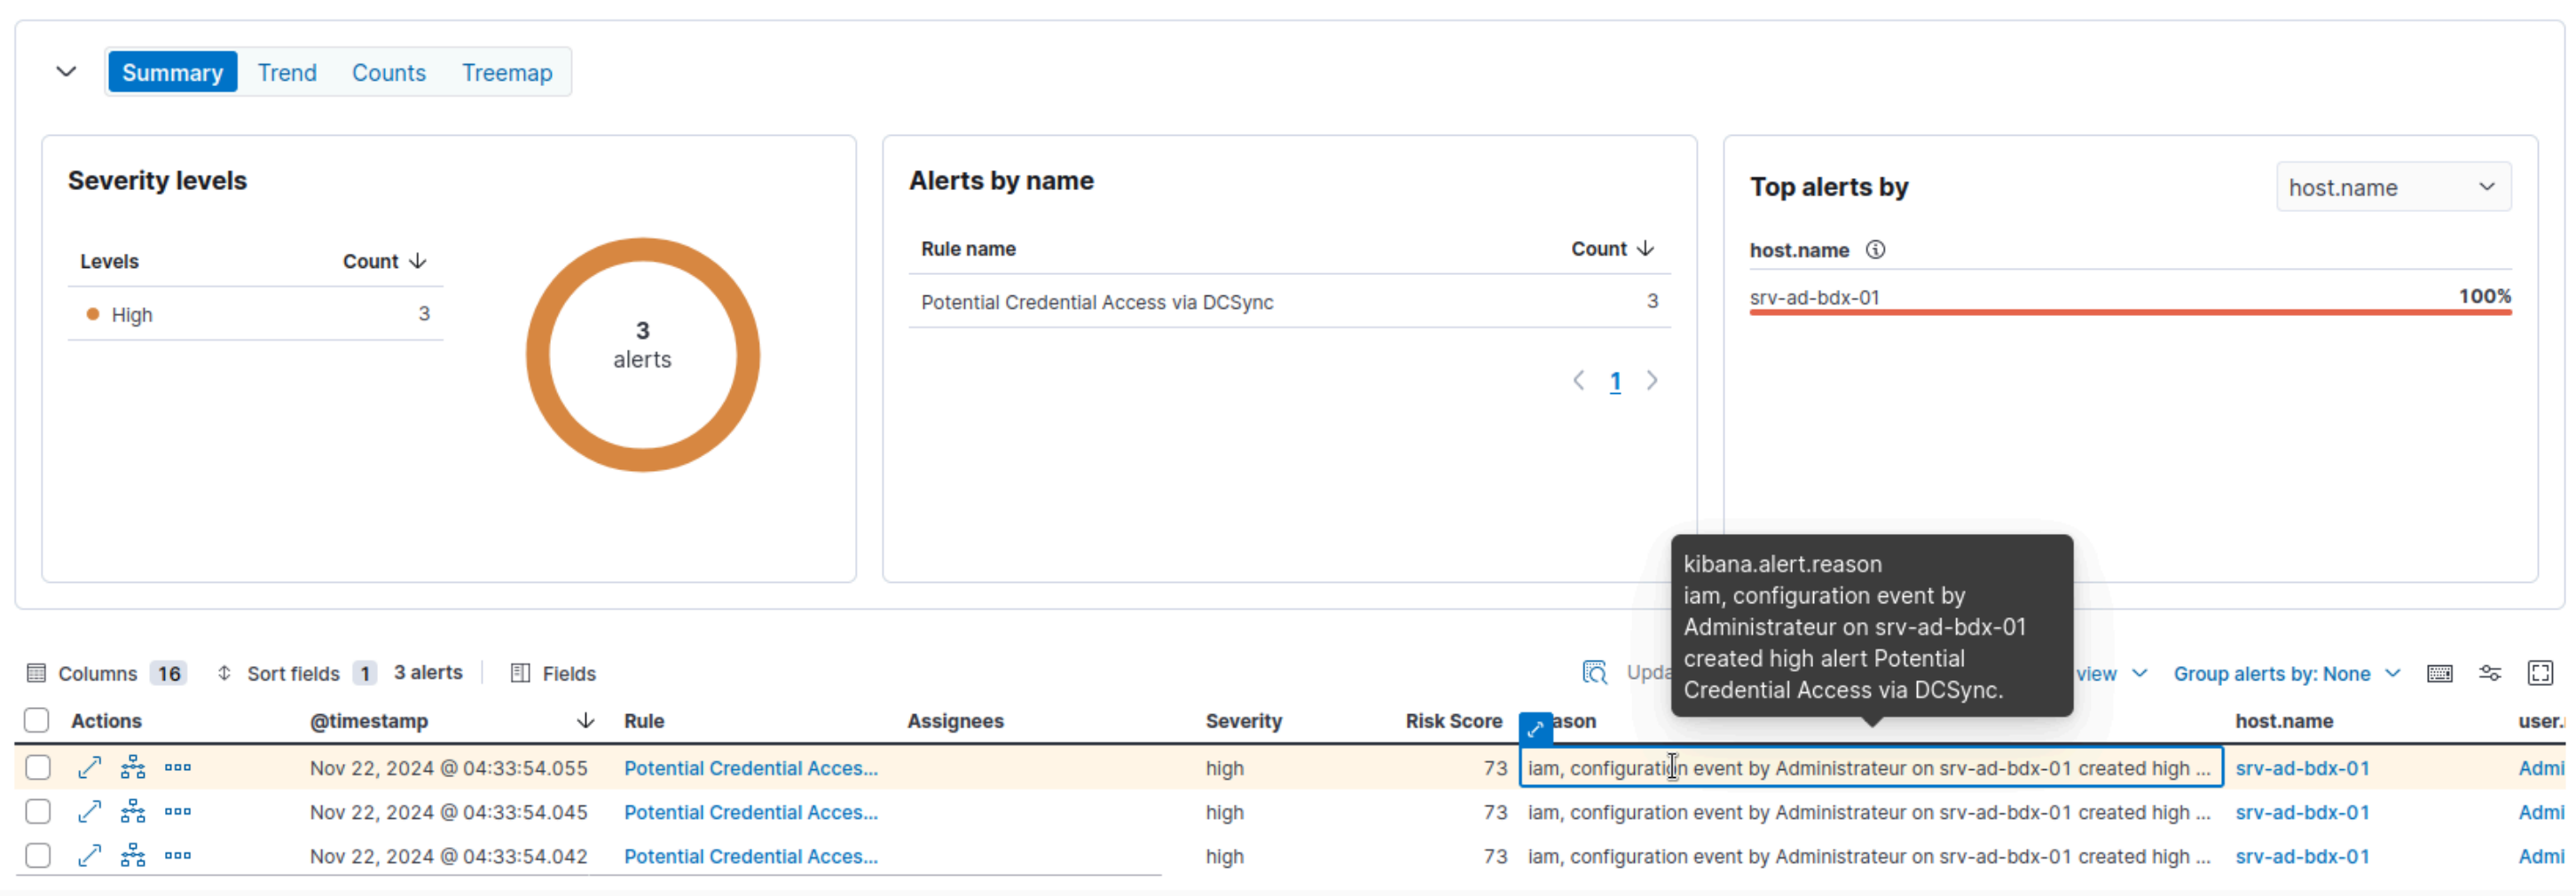 Summary Trend Counts Treemap
Severity levels
Levels Count
High 3
3
alerts
Alerts by name
Rule name Count
Potential Credential Access via DCSync 3
1
Top alerts by host.name
host.name
srv-ad-bdx-01 100%
kibana.alert.reason
iam, configuration event by
Administrateur on srv-ad-bdx-01
created high alert Potential
Credential Access via DCSync.
Columns 16 Sort fields 1 3 alerts Fields Upda view Group alerts by: None
Actions @timestamp Rule Assignees Severity Risk Score ason host.name user.
Nov 22, 2024 @ 04:33:54.055 Potential Credential Acces... high 73 iam, configuration event by Administrateur on srv-ad-bdx-01 created high ... srv-ad-bdx-01 Admi
Nov 22, 2024 @ 04:33:54.045 Potential Credential Acces... high 73 iam, configuration event by Administrateur on srv-ad-bdx-01 created high ... srv-ad-bdx-01 Admi
Nov 22, 2024 @ 04:33:54.042 Potential Credential Acces... high 73 iam, configuration event by Administrateur on srv-ad-bdx-01 created high ... srv-ad-bdx-01 Admi